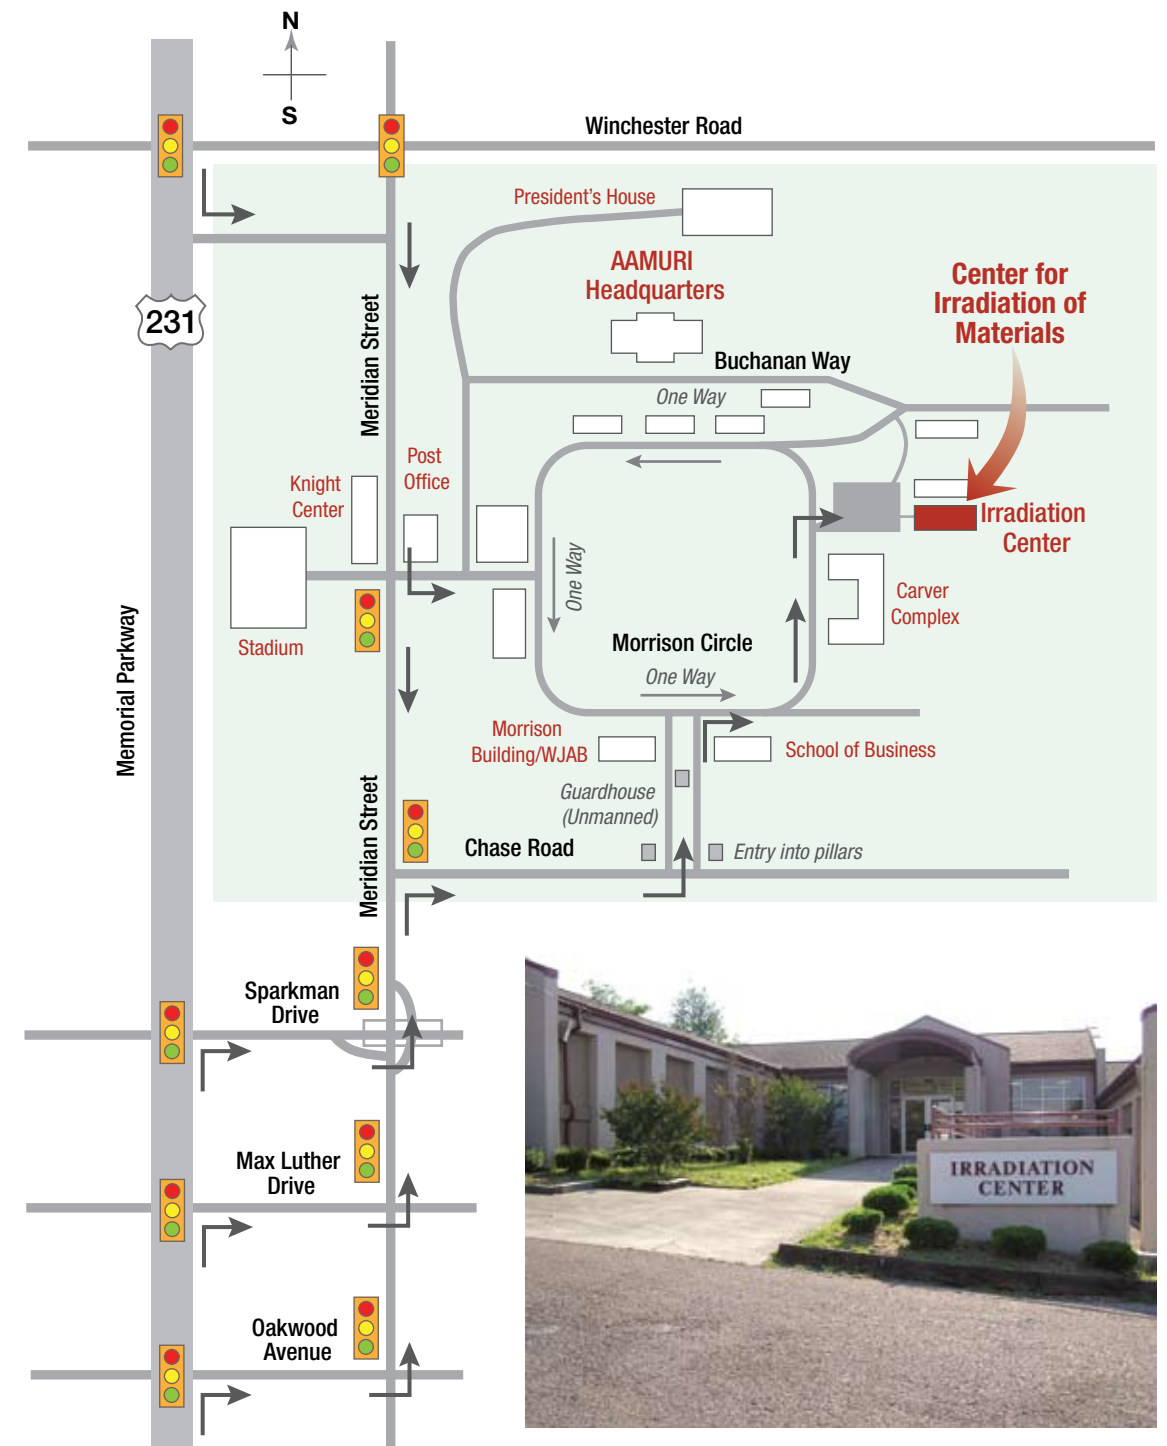 N
S
Winchester Road
President's House
AAMURI
Headquarters
Center for
Irradiation of
Materials
231
Meridian Street
Buchanan Way
One Way
Post
Office
Knight
Center
Irradiation
Center
One Way
Carver
Complex
Stadium
Morrison Circle
One Way
Memorial Parkway
Morrison
Building/WJAB
School of Business
Guardhouse
(Unmanned)
Meridian Street
Chase Road
Entry into pillars
Sparkman
Drive
Max Luther
Drive
IRRADIATION
CENTER
Oakwood
Avenue